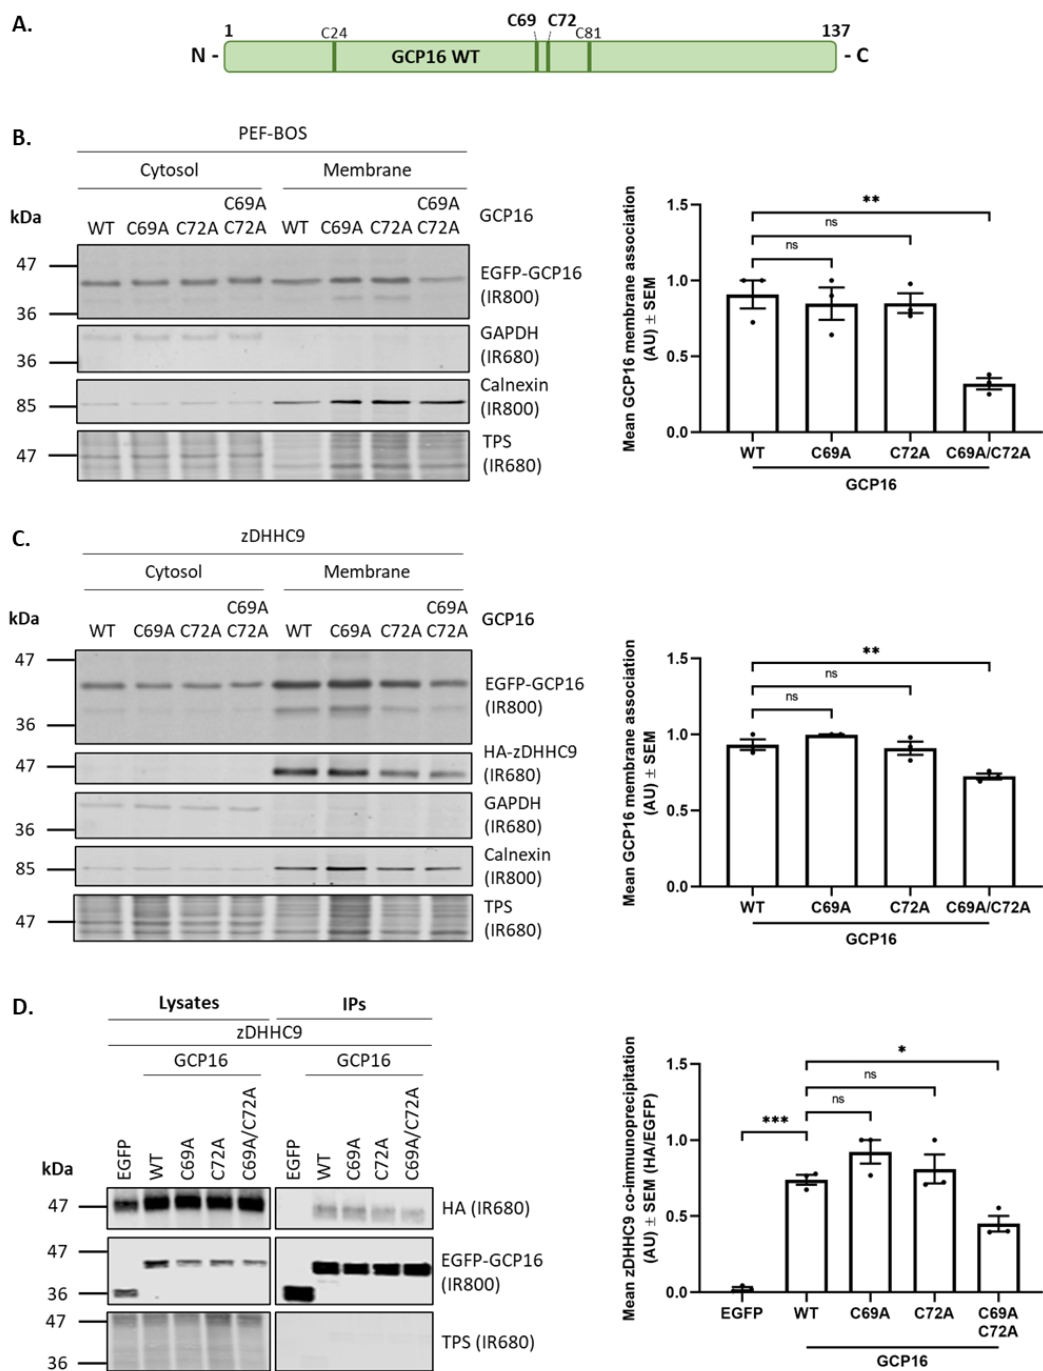 A.
1 C24 C69 C72 C81 137
N - GCP16 WT - C
B.
PEF-BOS
Cytosol Membrane
C69A C69A
kDa WT C69A C72A C72A WT C69A C72A C72A GCP16
47
EGFP-GCP16
(IR800)
36
GAPDH
(IR680)
36
Calnexin
(IR800)
85
TPS
(IR680)
47
Mean GCP16 membrane association
(AU) ± SEM
1.5
1.0
0.5
0.0
**
ns
ns
WT C69A C72A C69A/C72A
GCP16
C.
zDHHC9
Cytosol Membrane
C69A C69A
kDa WT C69A C72A C72A WT C69A C72A C72A GCP16
47
EGFP-GCP16
(IR800)
36
HA-zDHHC9
(IR680)
47
GAPDH
(IR680)
36
Calnexin
(IR800)
85
TPS
(IR680)
47
Mean GCP16 membrane association
(AU) ± SEM
1.5
1.0
0.5
0.0
**
ns
ns
WT C69A C72A C69A/C72A
GCP16
D.
Lysates IPs
zDHHC9
GCP16 GCP16
kDa EGFP WT C69A C72A C69A/C72A EGFP WT C69A C72A C69A/C72A
47 HA (IR680)
47
EGFP-GCP16
(IR800)
36
47
TPS (IR680)
36
Mean zDHHC9 co-immunoprecipitation
(AU) ± SEM (HA/EGFP)
1.5
1.0
0.5
0.0
*
ns
ns
***
EGFP WT C69A C72A C69A
C72A
GCP16